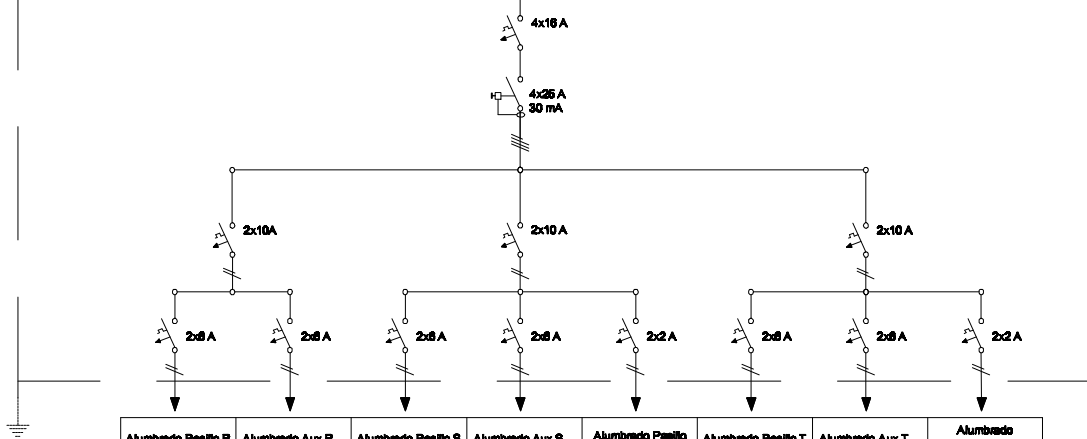 4x16 A
4x25 A
30 mA
2x10A
2x10 A
2x10 A
2x6 A
2x6 A
2x6 A
2x6 A
2x2 A
2x6 A
2x6 A
2x2 A
Alumbrado Pasillo R
Alumbrado Aux R
Alumbrado Pasillo S
Alumbrado Aux S
Alumbrado Pasillo
Alumbrado Pasillo T
Alumbrado Aux T
Alumbrado